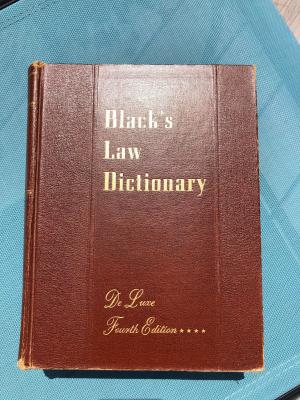 Black's
Law
Dictionary
De Luxe
Fourth Edition ★★★★